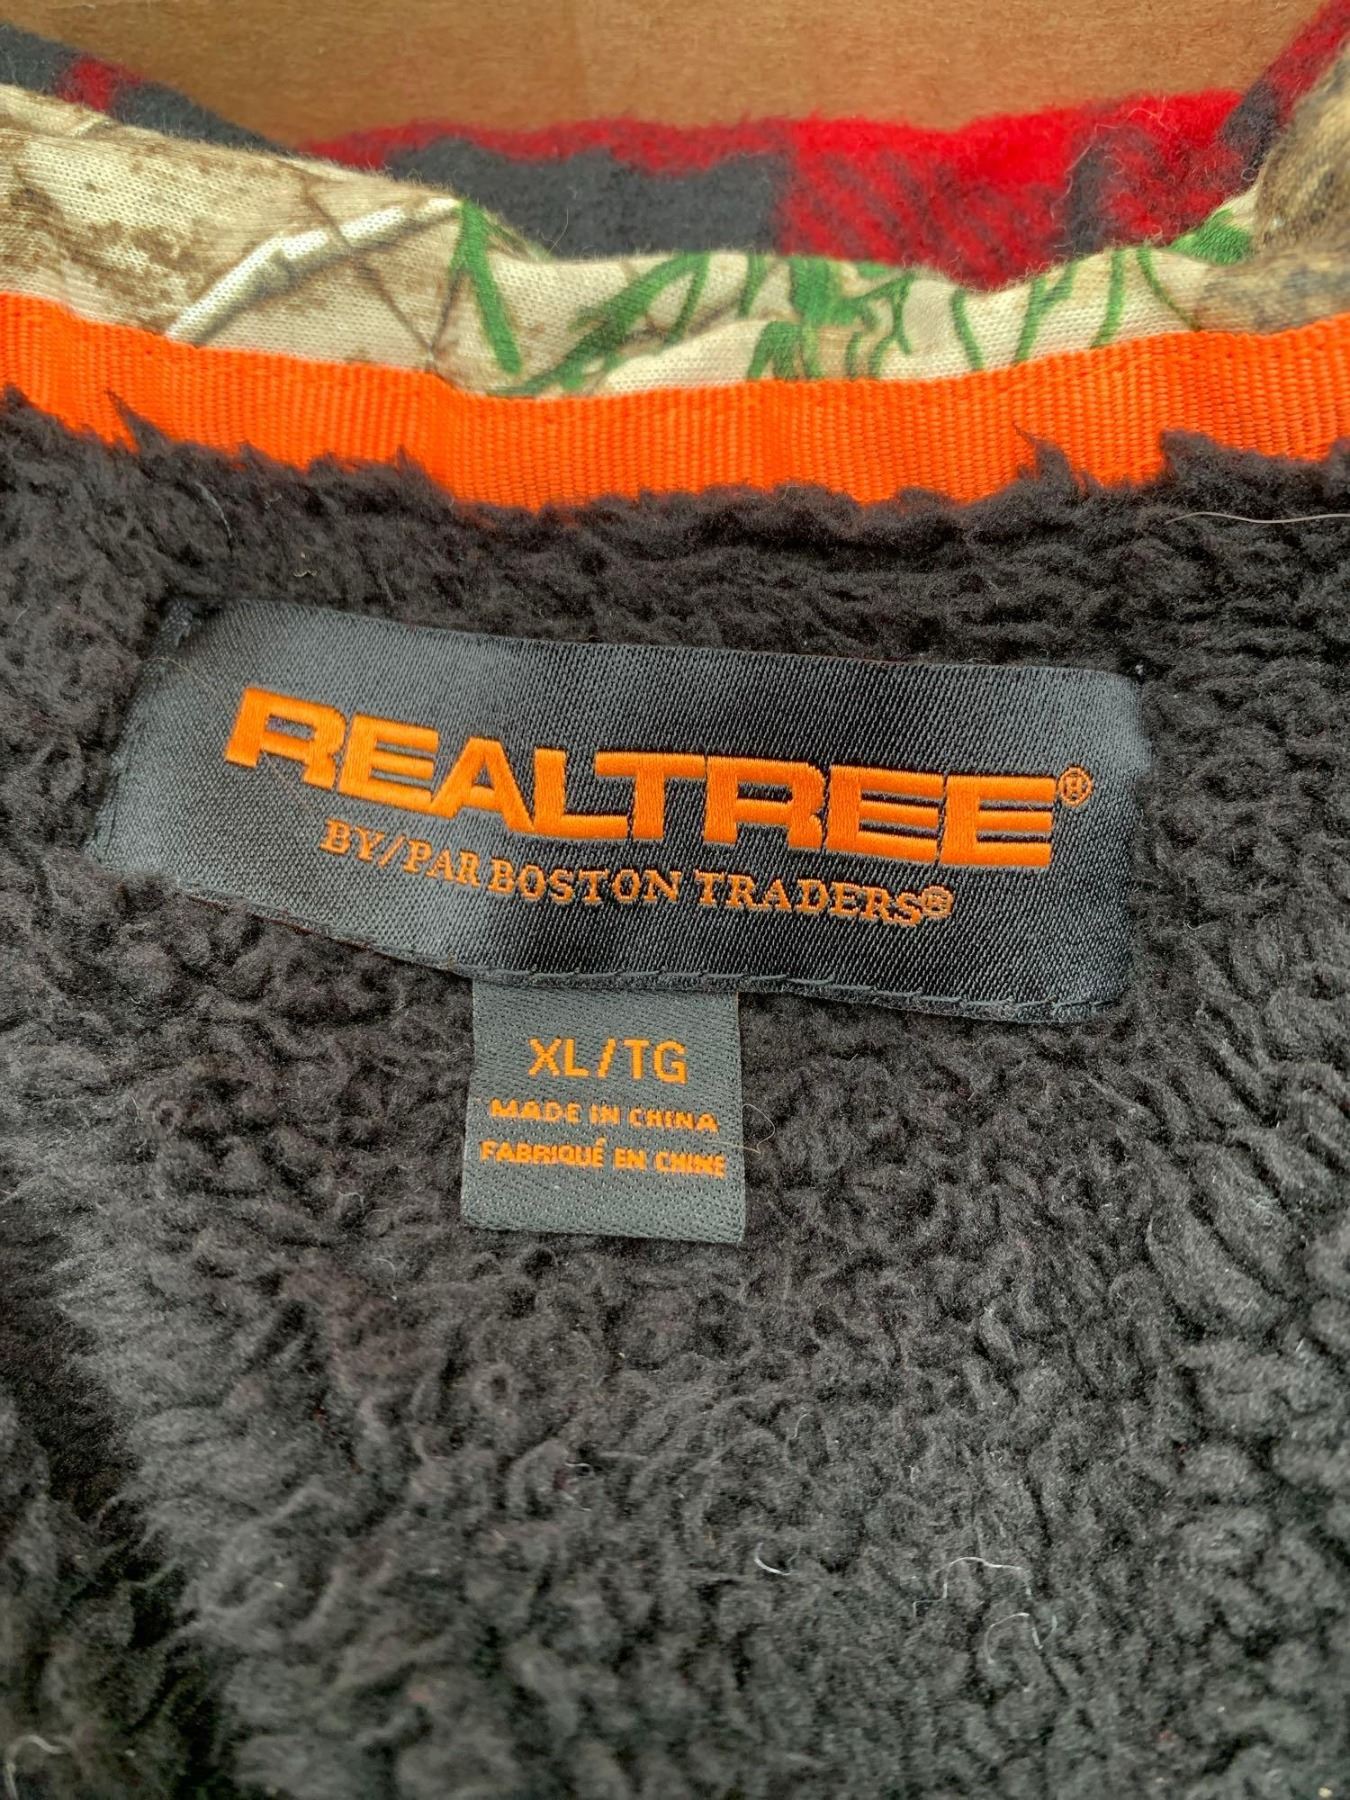 REALTREE®
BY/PAR BOSTON TRADERS®
XL/TG
MADE IN CHINA
FABRIQUÉ EN CHINE